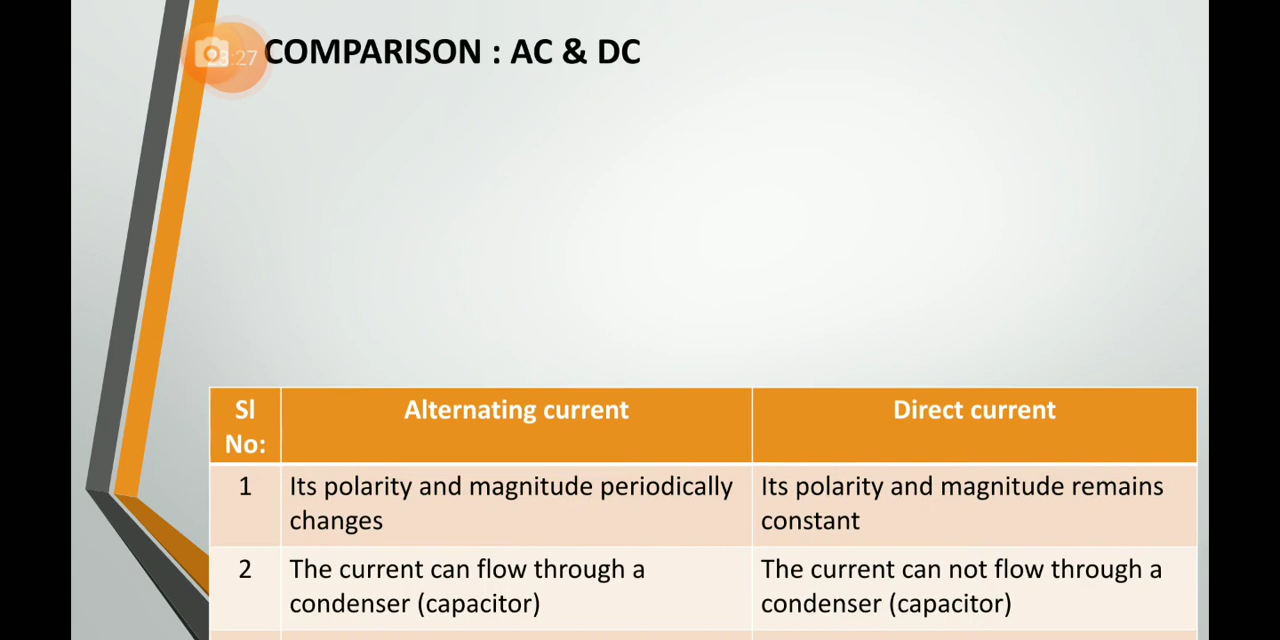 23:27
COMPARISON : AC & DC
Sl No:
Alternating current
Direct current
1
Its polarity and magnitude periodically
changes
Its polarity and magnitude remains
constant
2
The current can flow through a
condenser (capacitor)
The current can not flow through a
condenser (capacitor)